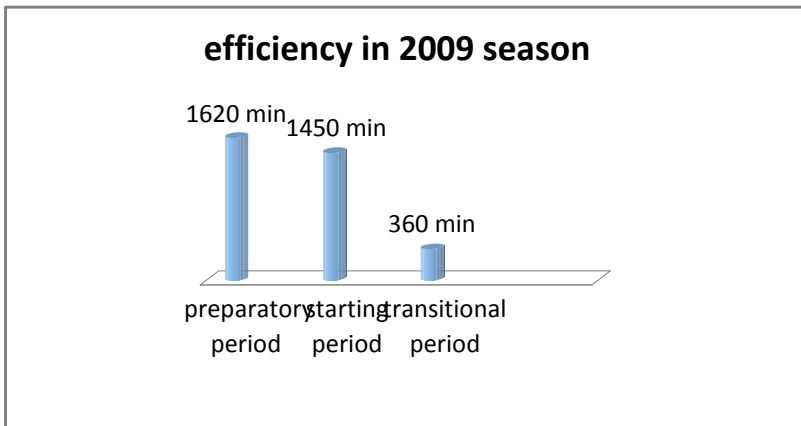 efficiency in 2009 season
1620 min
1450 min
360 min
preparatory period
starting period
transitional period